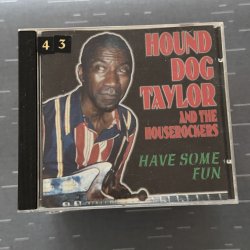 4 3
HOUND
DOG
TAYLOR
AND THE
HOUSEROCKERS
HAVE SOME
FUN